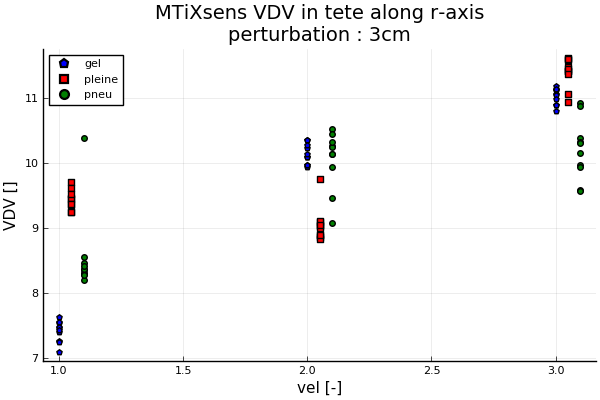 MTiXsens VDV in tete along r-axis
perturbation : 3cm
gel
pleine
pneu
VDV []
11
10
9
8
7
1.0 1.5 2.0 2.5 3.0
vel [-]